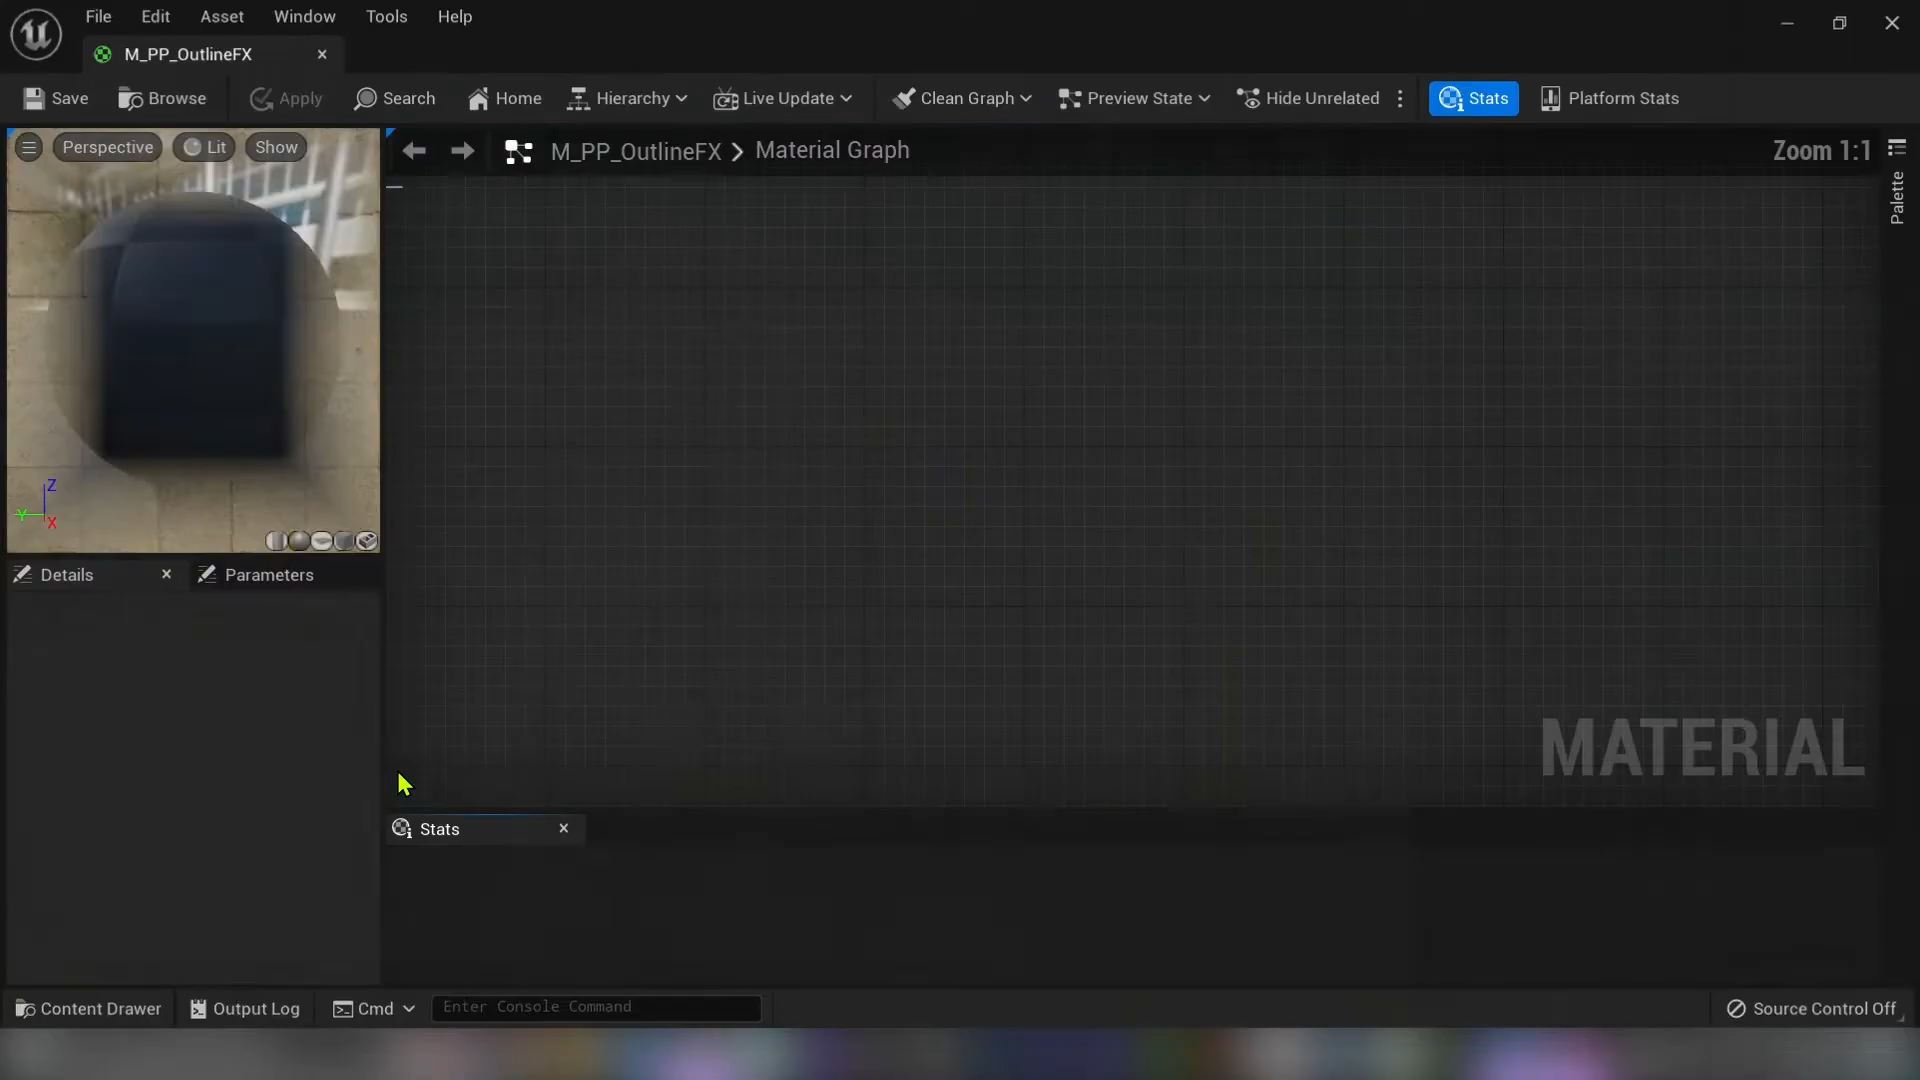 File Edit Asset Window Tools Help
M_PP_OutlineFX
Save Browse Apply Search Home Hierarchy Live Update Clean Graph Preview State Hide Unrelated Stats Platform Stats
Perspective Lit Show
M_PP_OutlineFX Material Graph
Zoom 1:1
Palette
Z
Y
X
Details Parameters
MATERIAL
Stats
Content Drawer Output Log Cmd Enter Console Command Source Control Off